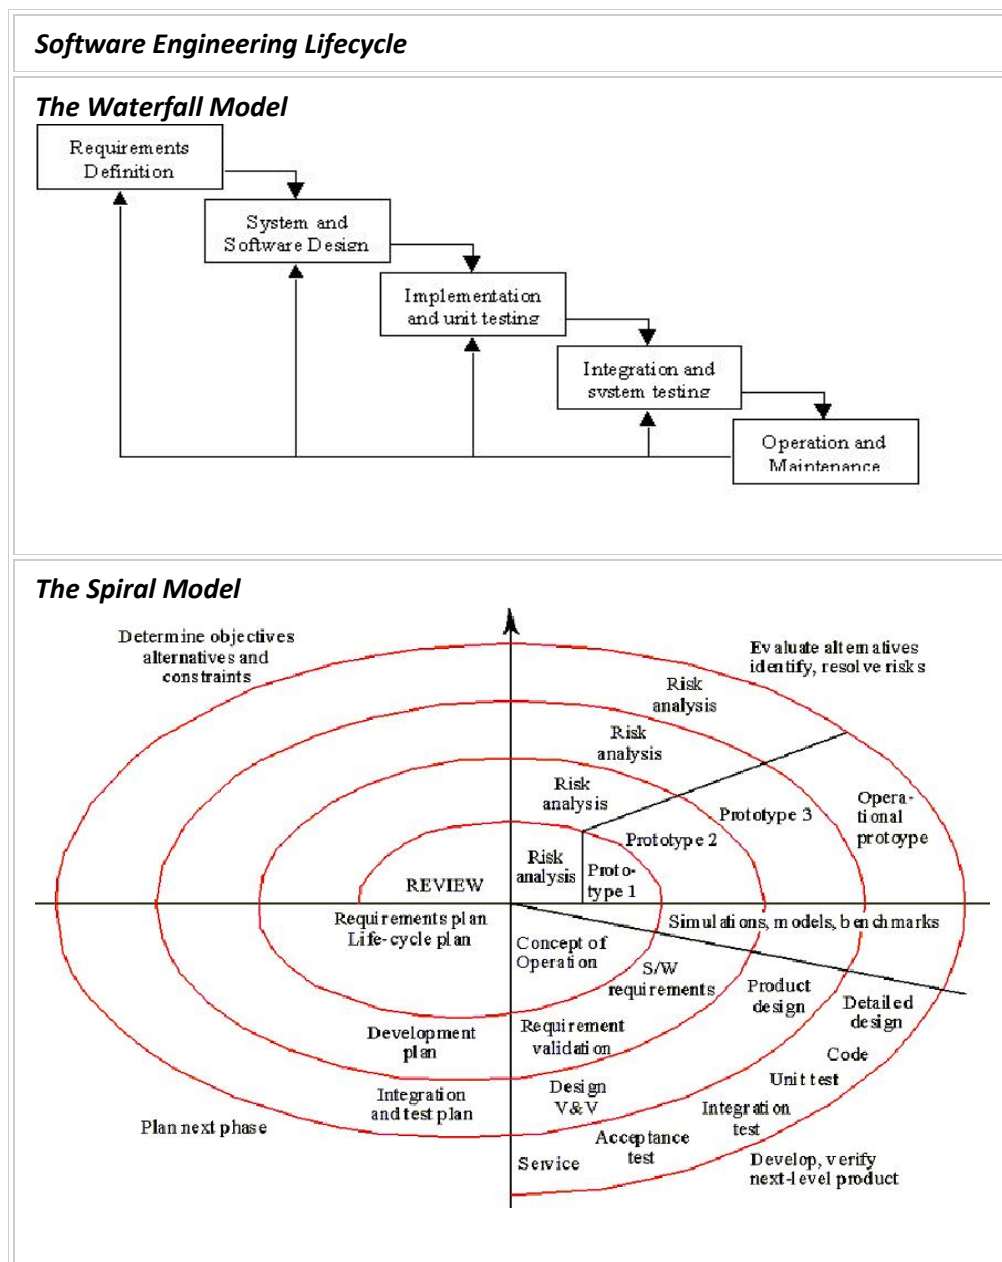 Software Engineering Lifecycle
The Waterfall Model
Requirements
Definition
System and
Software Design
Implementation
and unit testing
Integration and
system testing
Operation and
Maintenance
The Spiral Model
Determine objectives
alternatives and
constraints
Evaluate alternatives
identify, resolve risks
Risk
analysis
Risk
analysis
Risk
analysis
Risk
analysis
Proto-
type 1
Prototype 2
Prototype 3
Opera-
tional
protoype
REVIEW
Requirements plan
Life-cycle plan
Simulations, models, benchmarks
Concept of
Operation
S/W
requirements
Product
design
Detailed
design
Development
plan
Requirement
validation
Code
Unit test
Integration
and test plan
Design
V&V
Integration
test
Plan next phase
Acceptance
test
Service
Develop, verify
next-level product